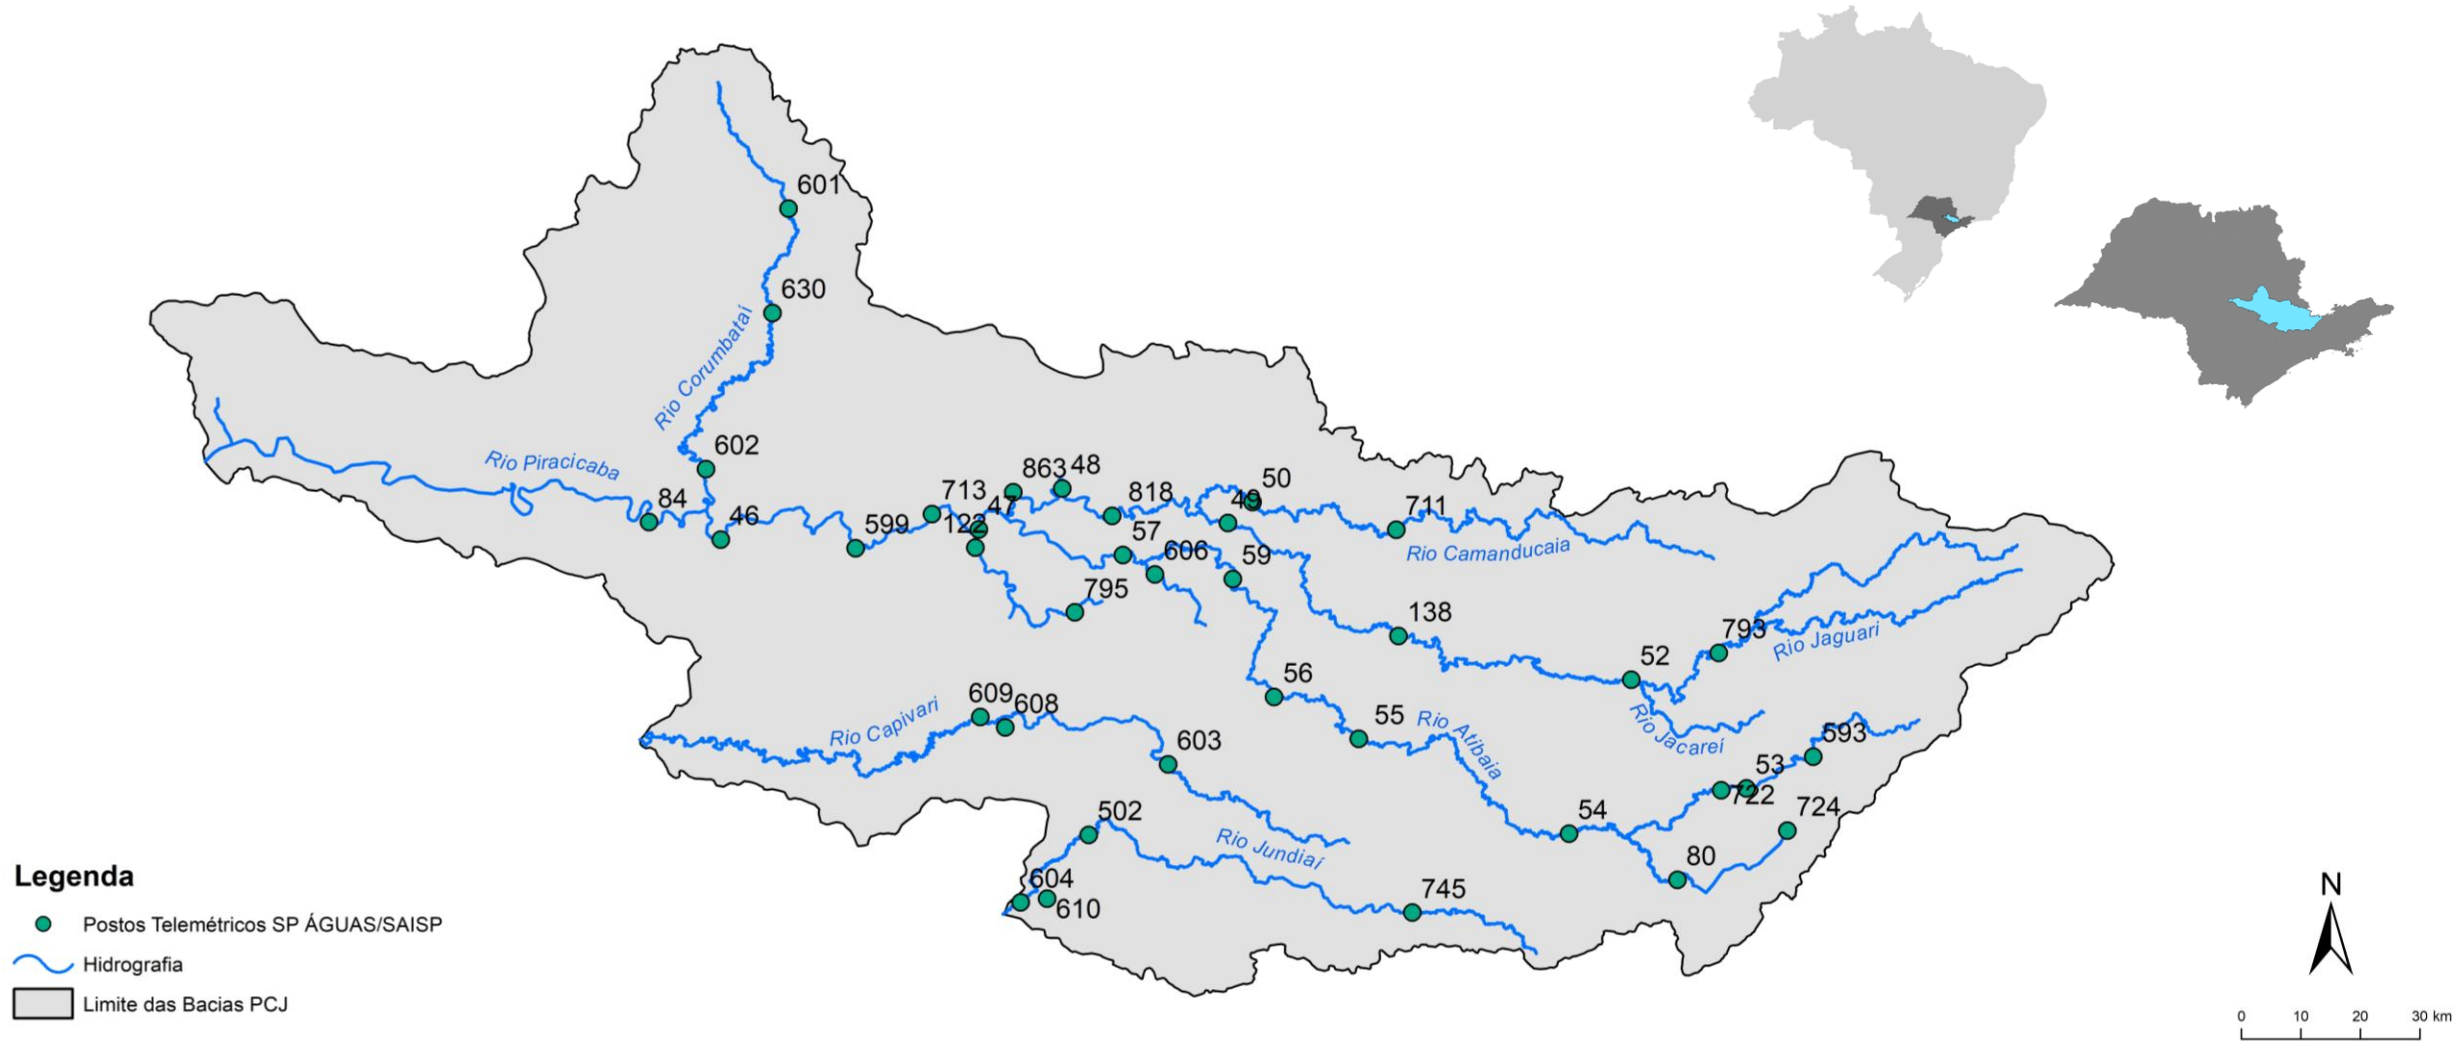 601
630
Rio Corumbataí
602
Rio Piracicaba
863
48
50
84
713
47
818
49
711
46
599
122
57
Rio Camanducaia
606
59
795
138
793
Rio Jaguari
52
56
609
608
55
Rio Atibaia
Rio Jacareí
Rio Capivari
603
593
53
722
502
54
724
Rio Jundiaí
80
604
745
610
Legenda
Postos Telemétricos SP ÁGUAS/SAISP
Hidrografia
Limite das Bacias PCJ
N
0 10 20 30 km